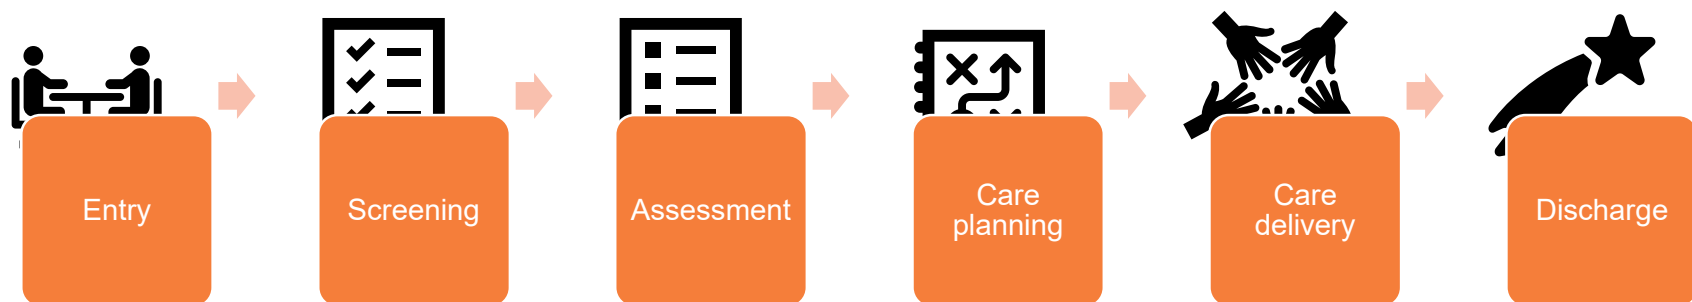 Entry
Screening
Assessment
Care
planning
Care
delivery
Discharge